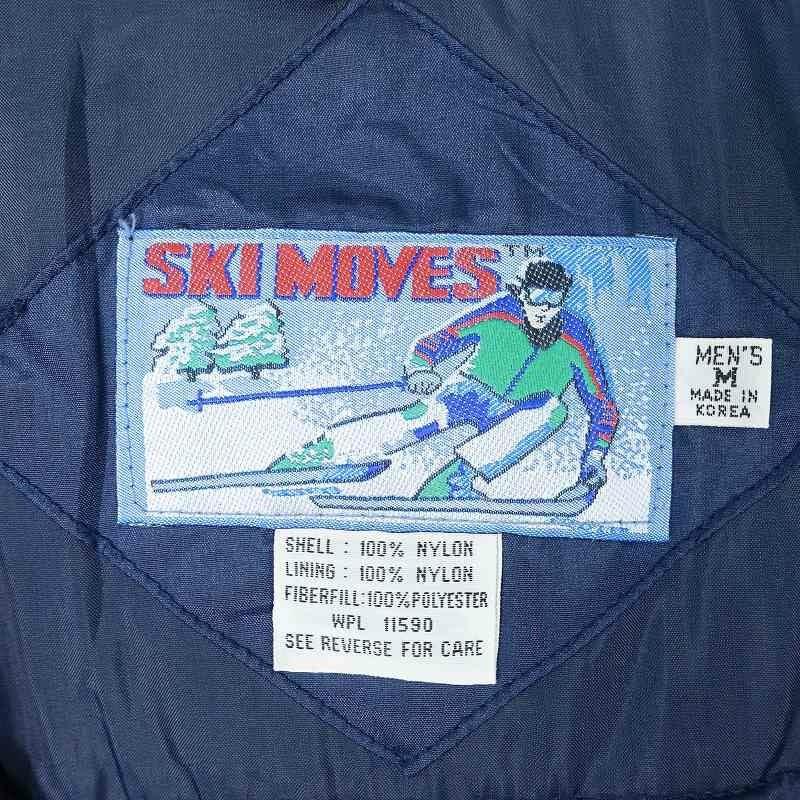 SKI MOVES™
MEN'S
M
MADE IN
KOREA
SHELL : 100% NYLON
LINING : 100% NYLON
FIBERFILL:100%POLYESTER
WPL 11590
SEE REVERSE FOR CARE